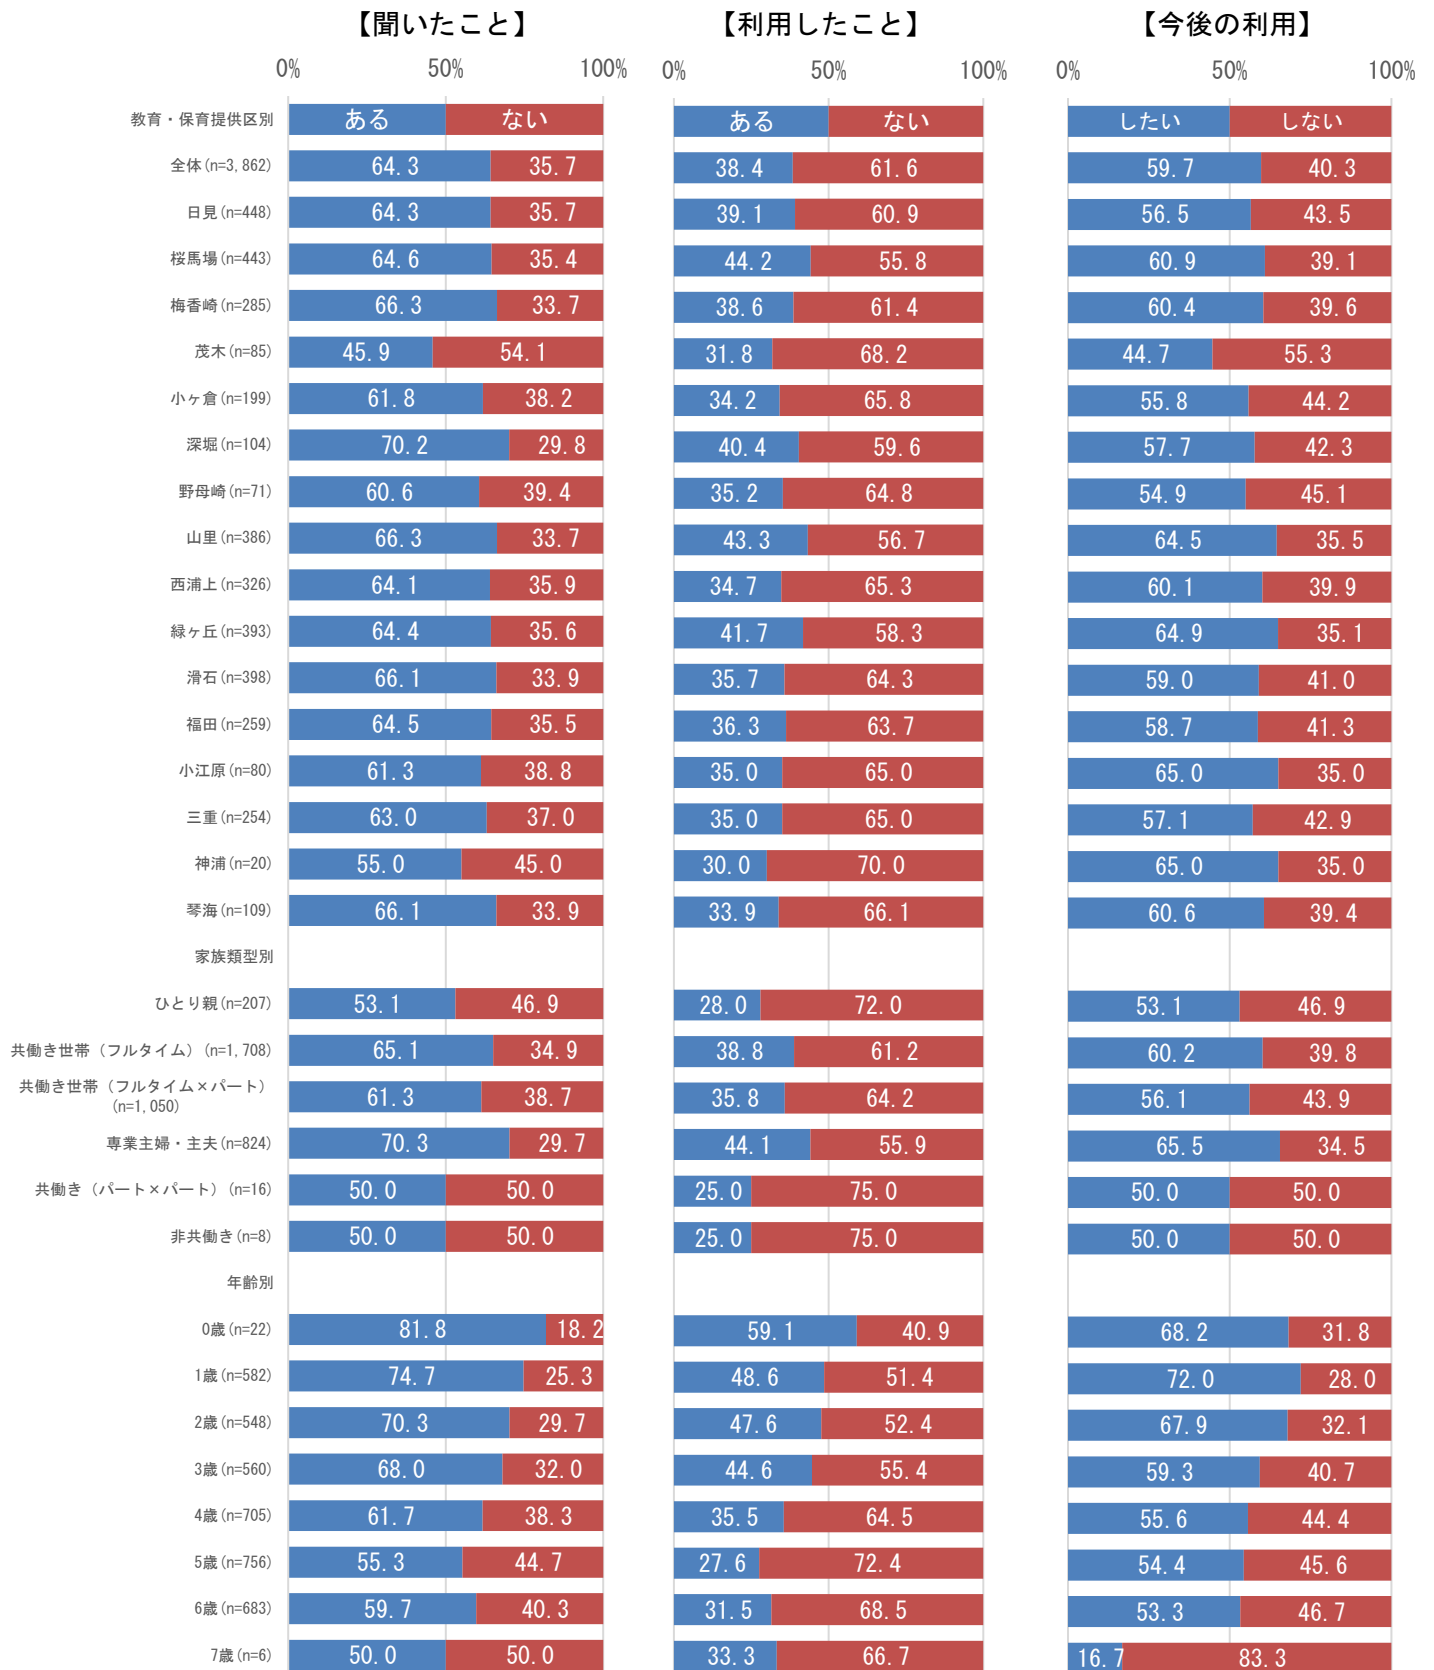 【聞いたこと】 【利用したこと】 【今後の利用】
0% 50% 100% 0% 50% 100% 0% 50% 100%
教育・保育提供区別 ある ない ある ない したい しない
全体(n=3,862) 64.3 35.7 38.4 61.6 59.7 40.3
日見(n=448) 64.3 35.7 39.1 60.9 56.5 43.5
桜馬場(n=443) 64.6 35.4 44.2 55.8 60.9 39.1
梅香崎(n=285) 66.3 33.7 38.6 61.4 60.4 39.6
茂木(n=85) 45.9 54.1 31.8 68.2 44.7 55.3
小ヶ倉(n=199) 61.8 38.2 34.2 65.8 55.8 44.2
深堀(n=104) 70.2 29.8 40.4 59.6 57.7 42.3
野母崎(n=71) 60.6 39.4 35.2 64.8 54.9 45.1
山里(n=386) 66.3 33.7 43.3 56.7 64.5 35.5
西浦上(n=326) 64.1 35.9 34.7 65.3 60.1 39.9
緑ヶ丘(n=393) 64.4 35.6 41.7 58.3 64.9 35.1
滑石(n=398) 66.1 33.9 35.7 64.3 59.0 41.0
福田(n=259) 64.5 35.5 36.3 63.7 58.7 41.3
小江原(n=80) 61.3 38.8 35.0 65.0 65.0 35.0
三重(n=254) 63.0 37.0 35.0 65.0 57.1 42.9
神浦(n=20) 55.0 45.0 30.0 70.0 65.0 35.0
琴海(n=109) 66.1 33.9 33.9 66.1 60.6 39.4
家族類型別
ひとり親(n=207) 53.1 46.9 28.0 72.0 53.1 46.9
共働き世帯（フルタイム）(n=1,708) 65.1 34.9 38.8 61.2 60.2 39.8
共働き世帯（フルタイム×パート）
(n=1,050) 61.3 38.7 35.8 64.2 56.1 43.9
専業主婦・主夫(n=824) 70.3 29.7 44.1 55.9 65.5 34.5
共働き（パート×パート）(n=16) 50.0 50.0 25.0 75.0 50.0 50.0
非共働き(n=8) 50.0 50.0 25.0 75.0 50.0 50.0
年齢別
0歳(n=22) 81.8 18.2 59.1 40.9 68.2 31.8
1歳(n=582) 74.7 25.3 48.6 51.4 72.0 28.0
2歳(n=548) 70.3 29.7 47.6 52.4 67.9 32.1
3歳(n=560) 68.0 32.0 44.6 55.4 59.3 40.7
4歳(n=705) 61.7 38.3 35.5 64.5 55.6 44.4
5歳(n=756) 55.3 44.7 27.6 72.4 54.4 45.6
6歳(n=683) 59.7 40.3 31.5 68.5 53.3 46.7
7歳(n=6) 50.0 50.0 33.3 66.7 16.7 83.3